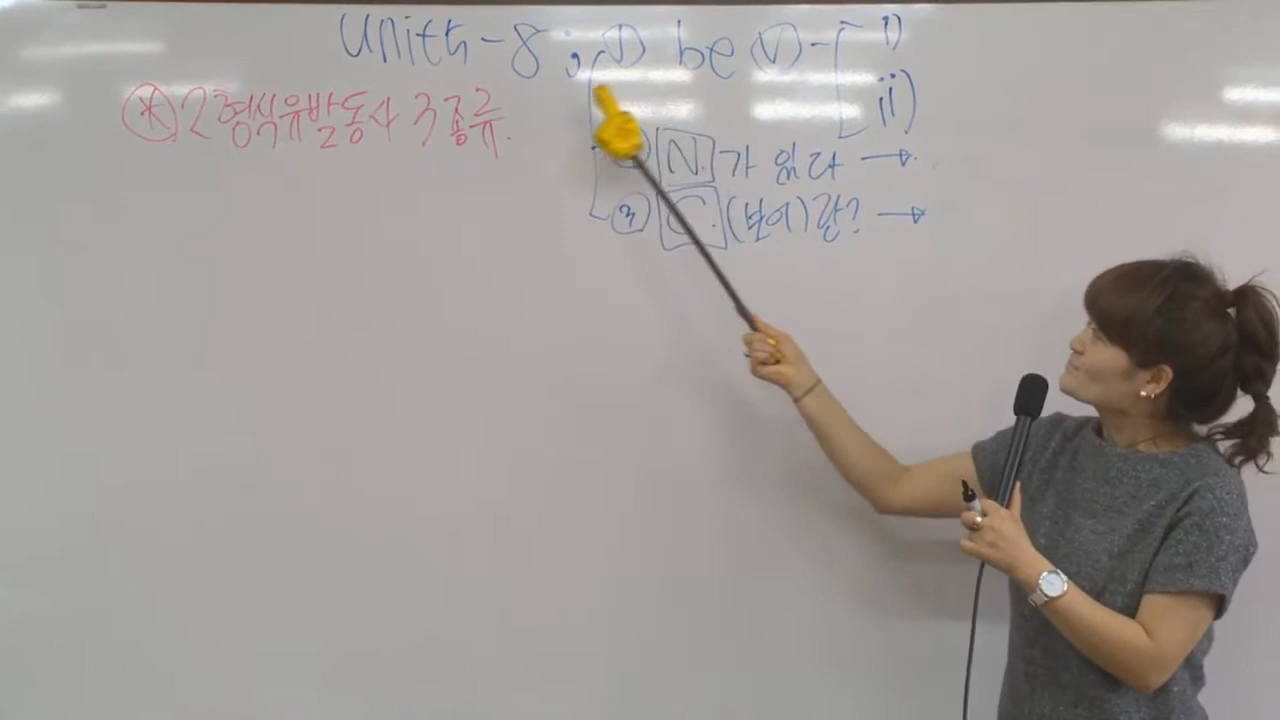 Unit5-8 ; ① be ⓥ - [ i)
ii)
※ 2형식유발동사 3종류.
N. 가 있다 →
③ C. (보어)란? →